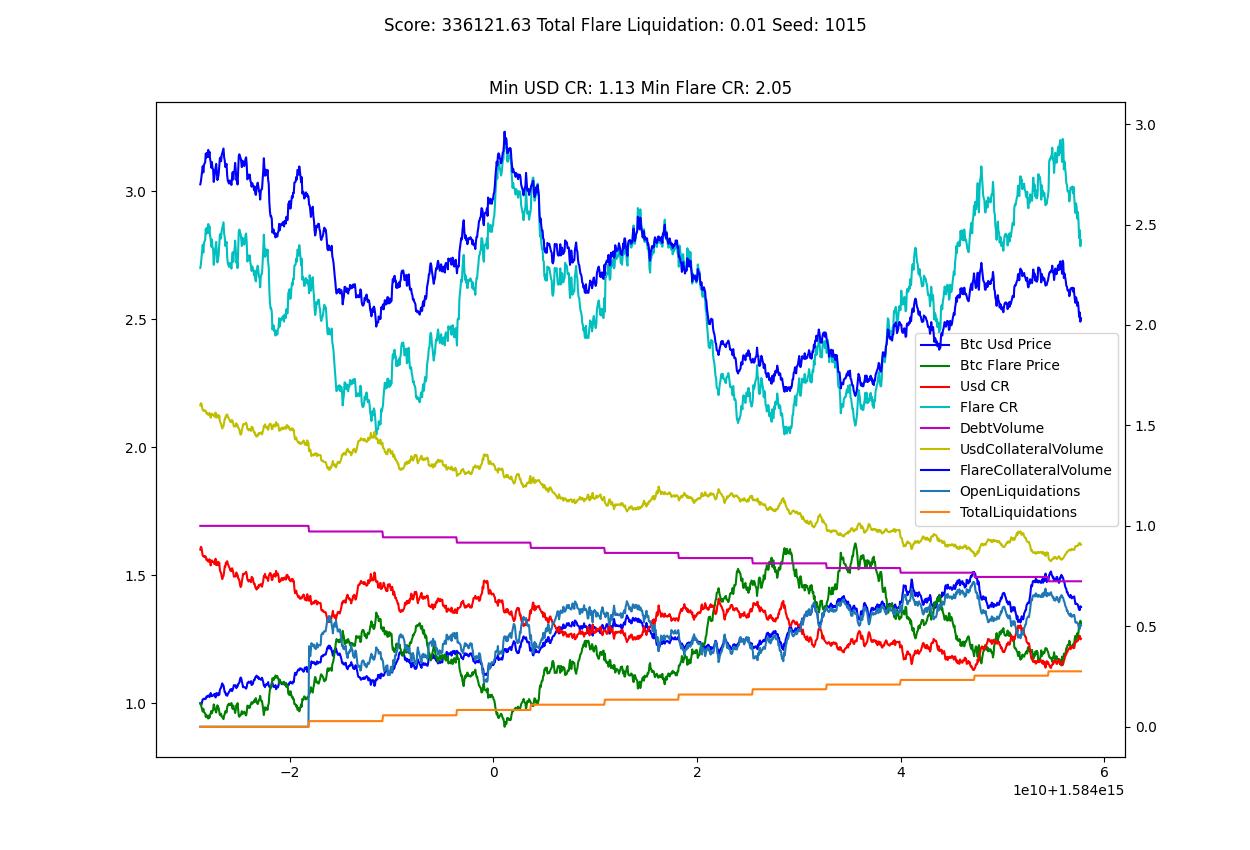 Score: 336121.63 Total Flare Liquidation: 0.01 Seed: 1015
Min USD CR: 1.13 Min Flare CR: 2.05
3.0
3.0
2.5
2.5
2.0
2.0
1.5
1.5
1.0
1.0
0.5
0.0
Btc Usd Price
Btc Flare Price
Usd CR
Flare CR
DebtVolume
UsdCollateralVolume
FlareCollateralVolume
OpenLiquidations
TotalLiquidations
−2 0 2 4 6
1e10+1.584e15